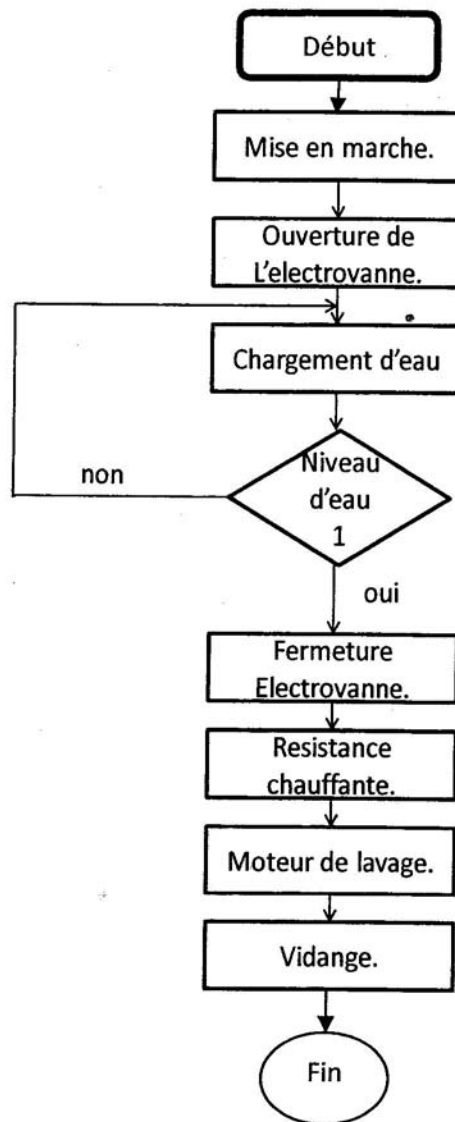 Début
Mise en marche.
Ouverture de
L'electrovanne.
Chargement d'eau
Niveau
d'eau
1
non
oui
Fermeture
Electrovanne.
Resistance
chauffante.
Moteur de lavage.
Vidange.
Fin